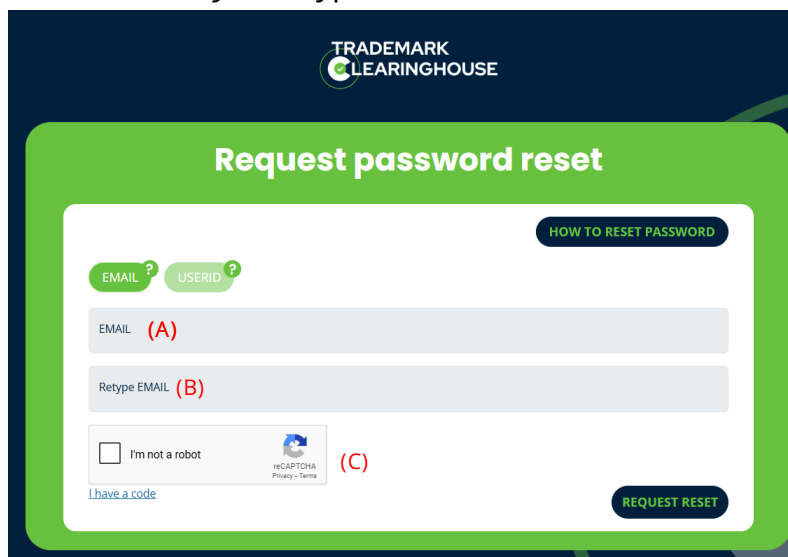 TRADEMARK
CLEARINGHOUSE
Request password reset
HOW TO RESET PASSWORD
EMAIL ? USERID ?
EMAIL (A)
Retype EMAIL (B)
I'm not a robot
reCAPTCHA
Privacy - Terms
(C)
I have a code
REQUEST RESET